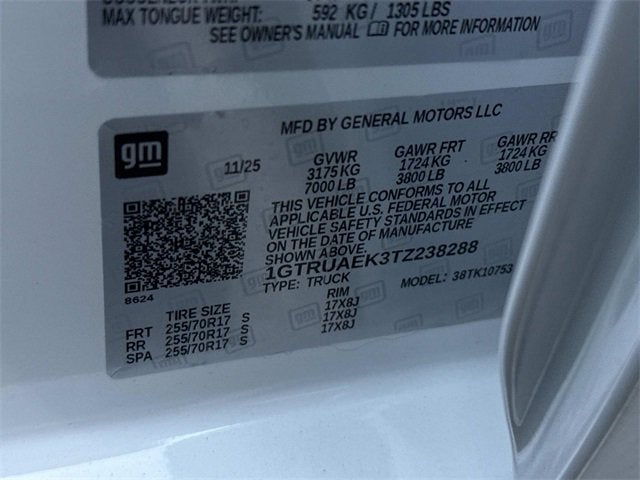 MAX TONGUE WEIGHT: 592 KG/ 1305 LBS
SEE OWNER'S MANUAL FOR MORE INFORMATION
gm
MFD BY GENERAL MOTORS LLC
11/25 GVWR GAWR FRT GAWR RR
3175 KG 1724 KG 1724 KG
7000 LB 3800 LB 3800 LB
THIS VEHICLE CONFORMS TO ALL
APPLICABLE U.S. FEDERAL MOTOR
VEHICLE SAFETY STANDARDS IN EFFECT
ON THE DATE OF MANUFACTURE
SHOWN ABOVE.
1GTRUAEK3TZ238288
TYPE: TRUCK MODEL: 38TK10753
8624
TIRE SIZE RIM
FRT 255/70R17 S 17X8J
RR 255/70R17 S 17X8J
SPA 255/70R17 S 17X8J